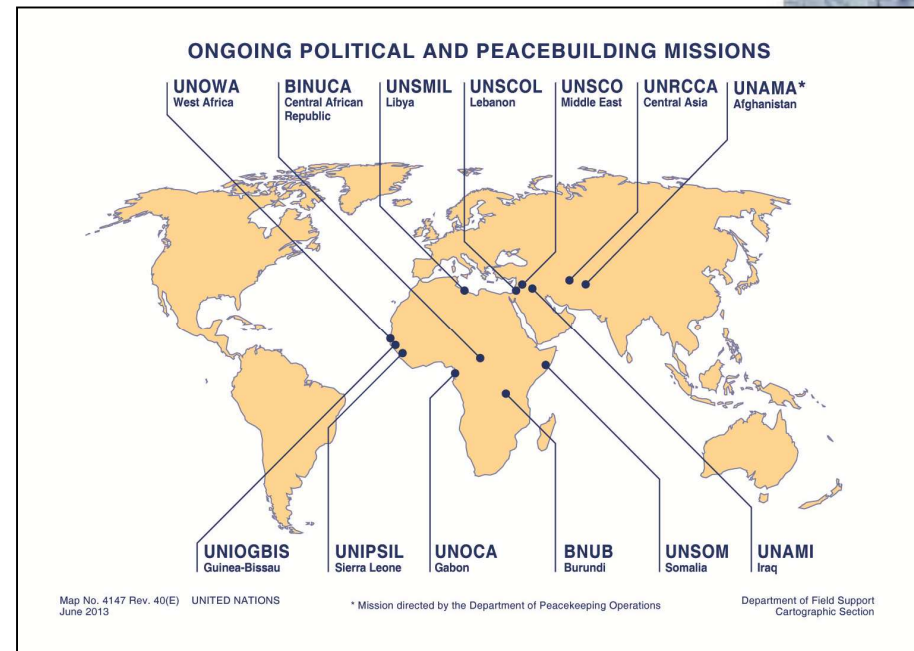 ONGOING POLITICAL AND PEACEBUILDING MISSIONS
UNOWA
West Africa
BINUCA
Central African
Republic
UNSMIL
Libya
UNSCOL
Lebanon
UNSCO
Middle East
UNRCCA
Central Asia
UNAMA*
Afghanistan
UNIOGBIS
Guinea-Bissau
UNIPSIL
Sierra Leone
UNOCA
Gabon
BNUB
Burundi
UNSOM
Somalia
UNAMI
Iraq
Map No. 4147 Rev. 40(E) UNITED NATIONS
June 2013
* Mission directed by the Department of Peacekeeping Operations
Department of Field Support
Cartographic Section